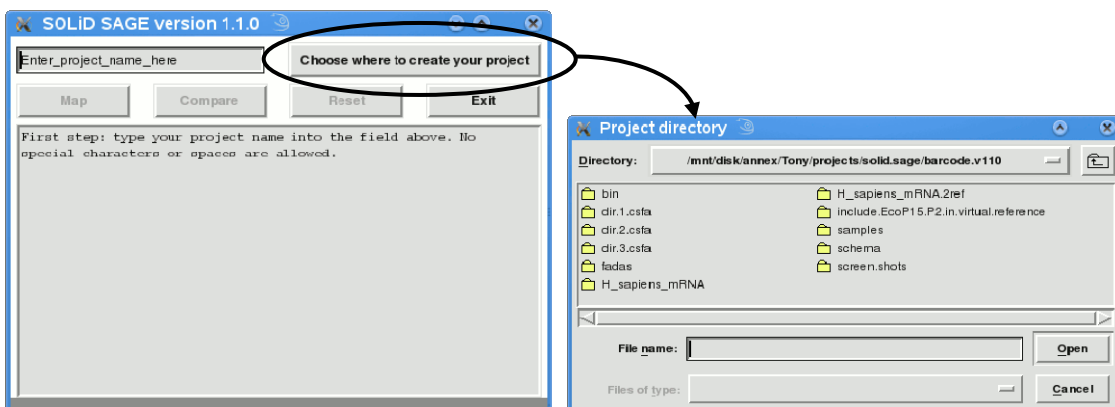 SOLiD SAGE version 1.1.0
Enter_project_name_here
Choose where to create your project
Map
Compare
Reset
Exit
First step: type your project name into the field above. No
special characters or spaces are allowed.
Project directory
Directory:
/mnt/disk/annex/Tony/projects/solid.sage/barcode.v110
bin
dir.1.csfa
dir.2.csfa
dir.3.csfa
fadas
H_sapiens_mRNA
H_sapiens_mRNA.2ref
include.EcoP15.P2.in.virtual.reference
samples
schema
screen.shots
File name:
Open
Files of type:
Cancel